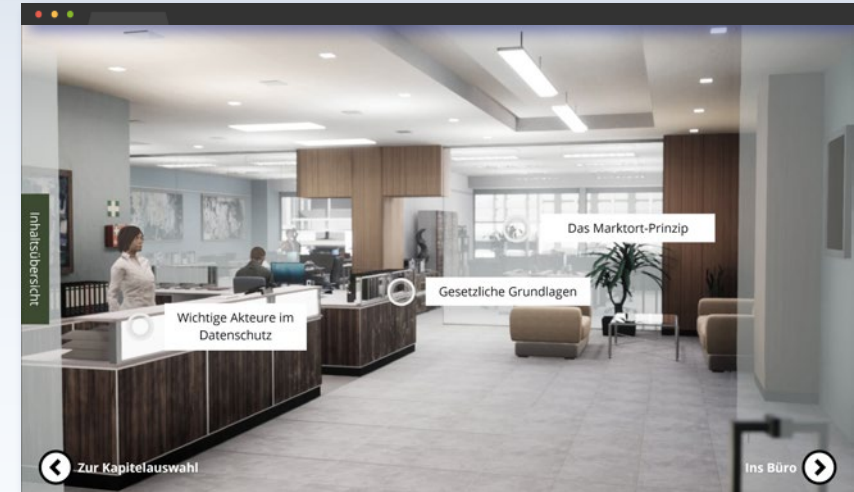 Inhaltsübersicht
Das Marktort-Prinzip
Gesetzliche Grundlagen
Wichtige Akteure im
Datenschutz
Zur Kapitelauswahl
Ins Büro